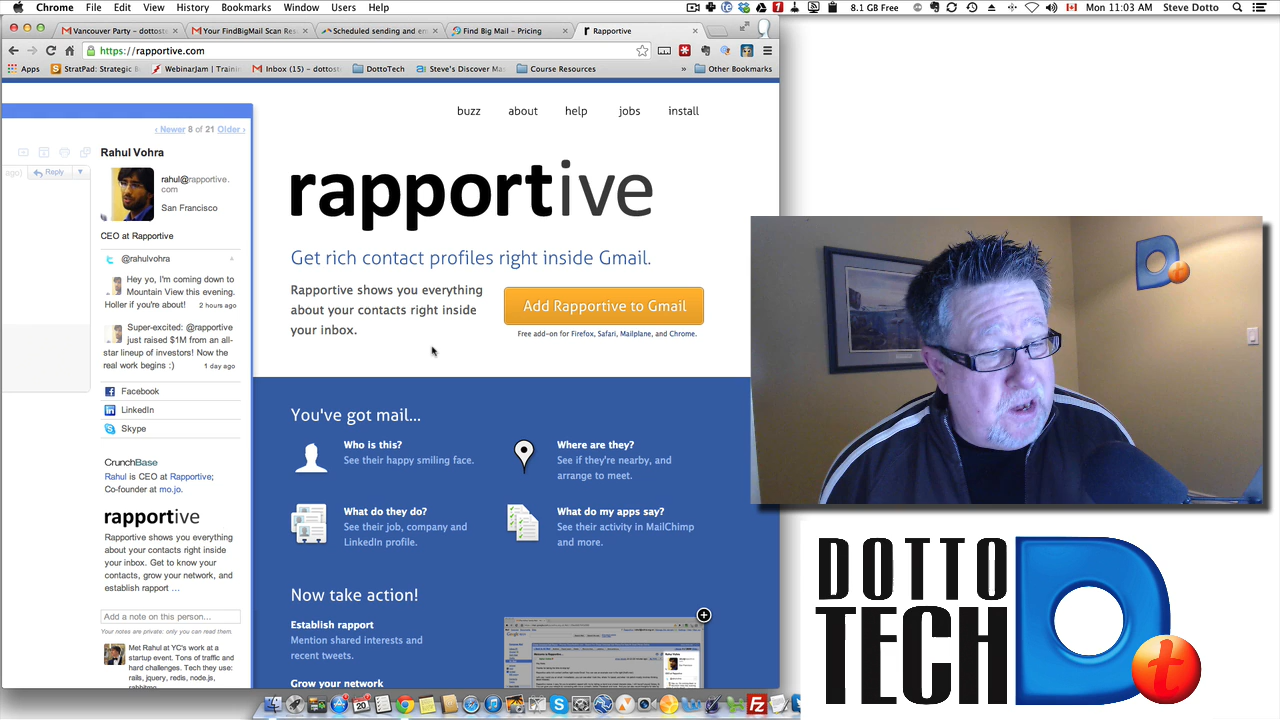 Chrome File Edit View History Bookmarks Window Users Help
8.1 GB Free Mon 11:03 AM Steve Dotto
Vancouver Party - dottos
Your FindBigMail Scan Res
Scheduled sending and em
Find Big Mail - Pricing
Rapportive
https://rapportive.com
Apps StratPad: Strategic B WebinarJam | Trainin Inbox (15) - dottost DottoTech Steve's Discover Ma Course Resources » Other Bookmarks
buzz about help jobs install
‹ Newer 8 of 21 Older ›
Rahul Vohra
ago) Reply
rahul@rapportive.
com
San Francisco
CEO at Rapportive
@rahulvohra
Hey yo, I'm coming down to
Mountain View this evening.
Holler if you're about! 2 hours ago
Super-excited: @rapportive
just raised $1M from an all-
star lineup of investors! Now the
real work begins :) 1 day ago
Facebook
LinkedIn
Skype
CrunchBase
Rahul is CEO at Rapportive;
Co-founder at mo.jo.
rapportive
Rapportive shows you everything
about your contacts right inside
your inbox. Get to know your
contacts, grow your network, and
establish rapport ...
Add a note on this person...
Your notes are private: only you can read them.
Met Rahul at YC's work at a
startup event. Tons of traffic and
hard challenges. Tech they use:
rails, jquery, redis, node.js,
rabbitmq
rapportive
Get rich contact profiles right inside Gmail.
Rapportive shows you everything
about your contacts right inside
your inbox.
Add Rapportive to Gmail
Free add-on for Firefox, Safari, Mailplane, and Chrome.
You've got mail...
Who is this?
See their happy smiling face.
Where are they?
See if they're nearby, and
arrange to meet.
What do they do?
See their job, company and
LinkedIn profile.
What do my apps say?
See their activity in MailChimp
and more.
Now take action!
Establish rapport
Mention shared interests and
recent tweets.
Grow your network
DOTTO
TECH
D
t